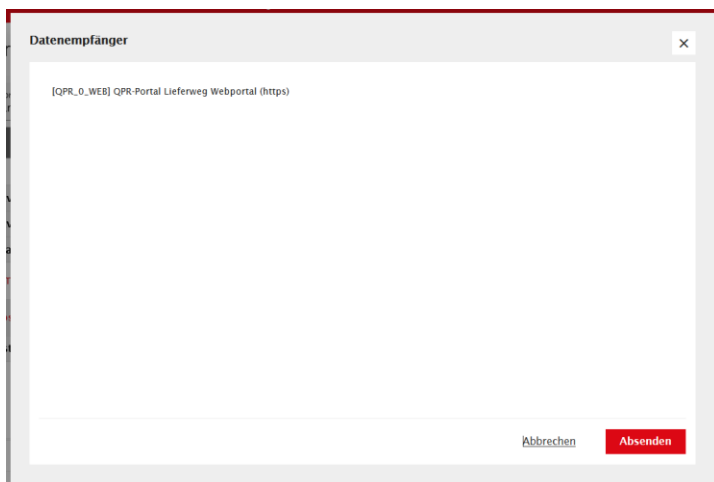 Datenempfänger
[QPR_0_WEB] QPR-Portal Lieferweg Webportal (https)
Abbrechen
Absenden